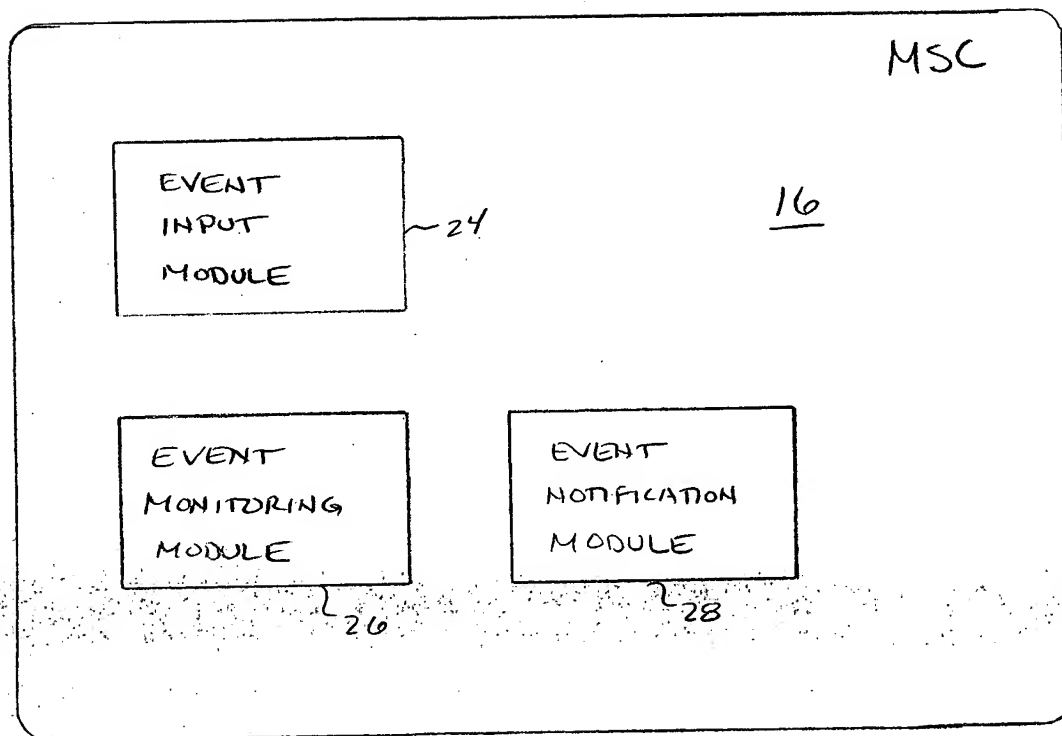 MSC
EVENT
INPUT
MODULE
24
16
EVENT
MONITORING
MODULE
26
EVENT
NOTIFICATION
MODULE
28